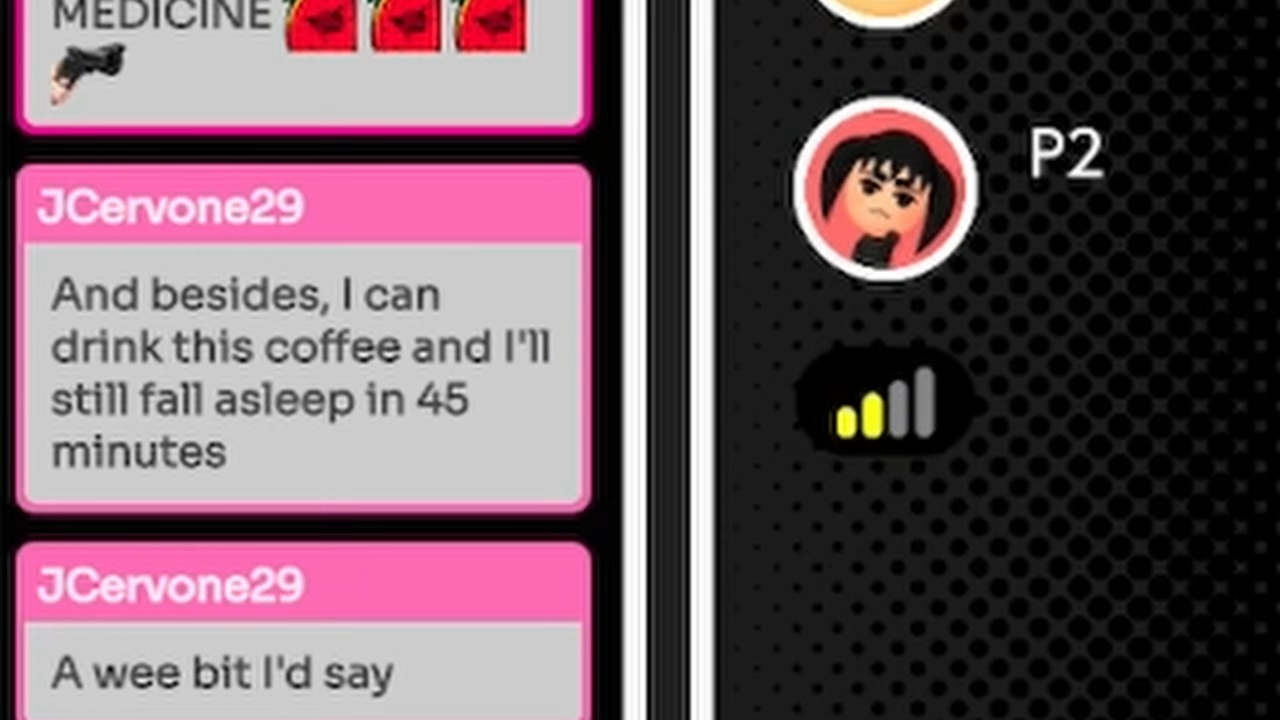 MEDICINE
JCervone29
And besides, I can
drink this coffee and I'll
still fall asleep in 45
minutes
JCervone29
A wee bit I'd say
P2